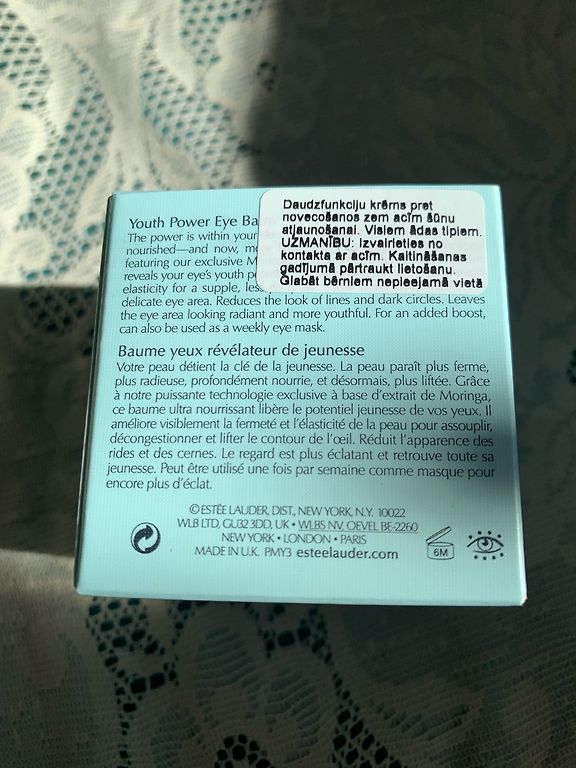 Youth Power Eye Ba
The power is within your
nourished—and now, mo
featuring our exclusive M
reveals your eye's youth p
elasticity for a supple, les
delicate eye area. Reduces the look of lines and dark circles. Leaves
the eye area looking radiant and more youthful. For an added boost,
can also be used as a weekly eye mask.
Daudzfunkciju krēms pret
novecošanos zem acīm šūnu
atjaunošanai. Visiem ādas tipiem.
UZMANĪBU: Izvairieties no
kontakta ar acīm. Kaitināšanas
gadījumā pārtraukt lietošanu.
Glabāt bērniem nepieejamā vietā
Baume yeux révélateur de jeunesse
Votre peau détient la clé de la jeunesse. La peau paraît plus ferme,
plus radieuse, profondément nourrie, et désormais, plus liftée. Grâce
à notre puissante technologie exclusive à base d'extrait de Moringa,
ce baume ultra nourrissant libère le potentiel jeunesse de vos yeux. Il
améliore visiblement la fermeté et l'élasticité de la peau pour assouplir,
décongestionner et lifter le contour de l'œil. Réduit l'apparence des
rides et des cernes. Le regard est plus éclatant et retrouve toute sa
jeunesse. Peut être utilisé une fois par semaine comme masque pour
encore plus d'éclat.
© ESTĒE LAUDER, DIST., NEW YORK, N.Y. 10022
WLB LTD, GU32 3DD, UK • WLBS NV, OEVEL BE-2260
NEW YORK • LONDON • PARIS
MADE IN U.K. PMY3 esteelauder.com
6M